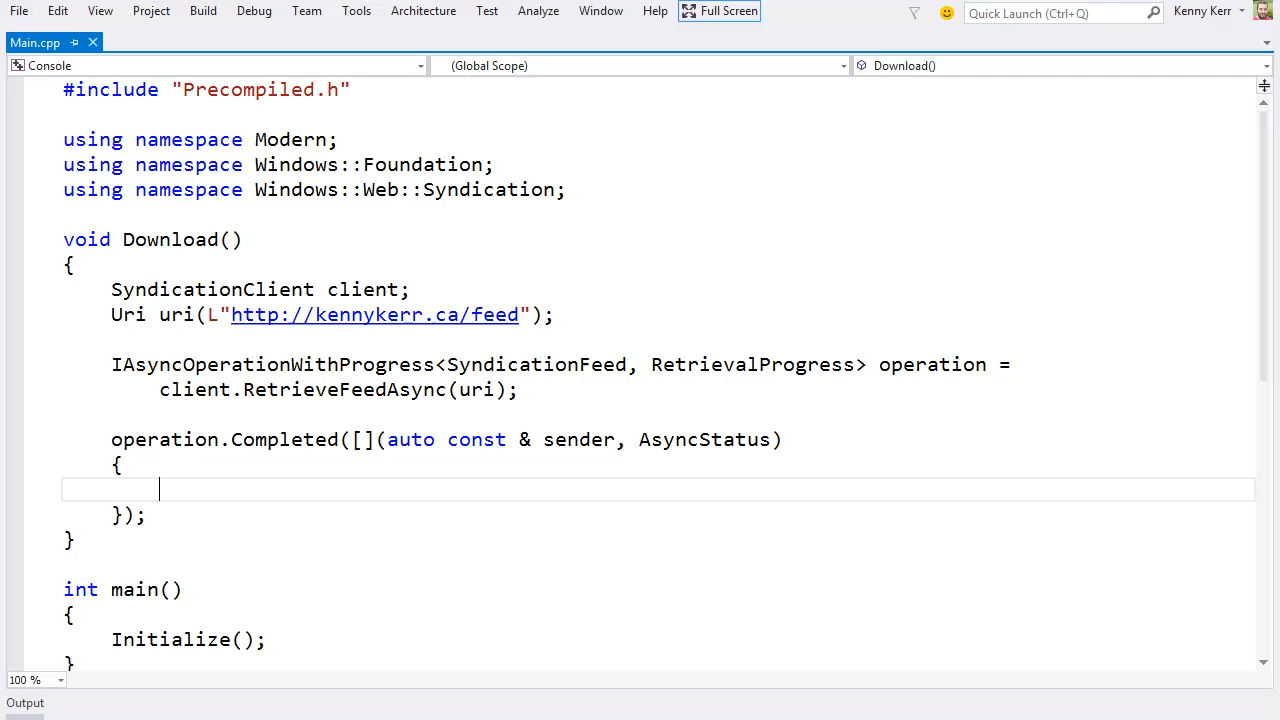 File Edit View Project Build Debug Team Tools Architecture Test Analyze Window Help Full Screen Quick Launch (Ctrl+Q) Kenny Kerr
Main.cpp
Console (Global Scope) Download()
#include "Precompiled.h"
using namespace Modern;
using namespace Windows::Foundation;
using namespace Windows::Web::Syndication;
void Download()
{
SyndicationClient client;
Uri uri(L"http://kennykerr.ca/feed");
IAsyncOperationWithProgress<SyndicationFeed, RetrievalProgress> operation =
client.RetrieveFeedAsync(uri);
operation.Completed([](auto const & sender, AsyncStatus)
{
});
}
int main()
{
Initialize();
}
100 %
Output